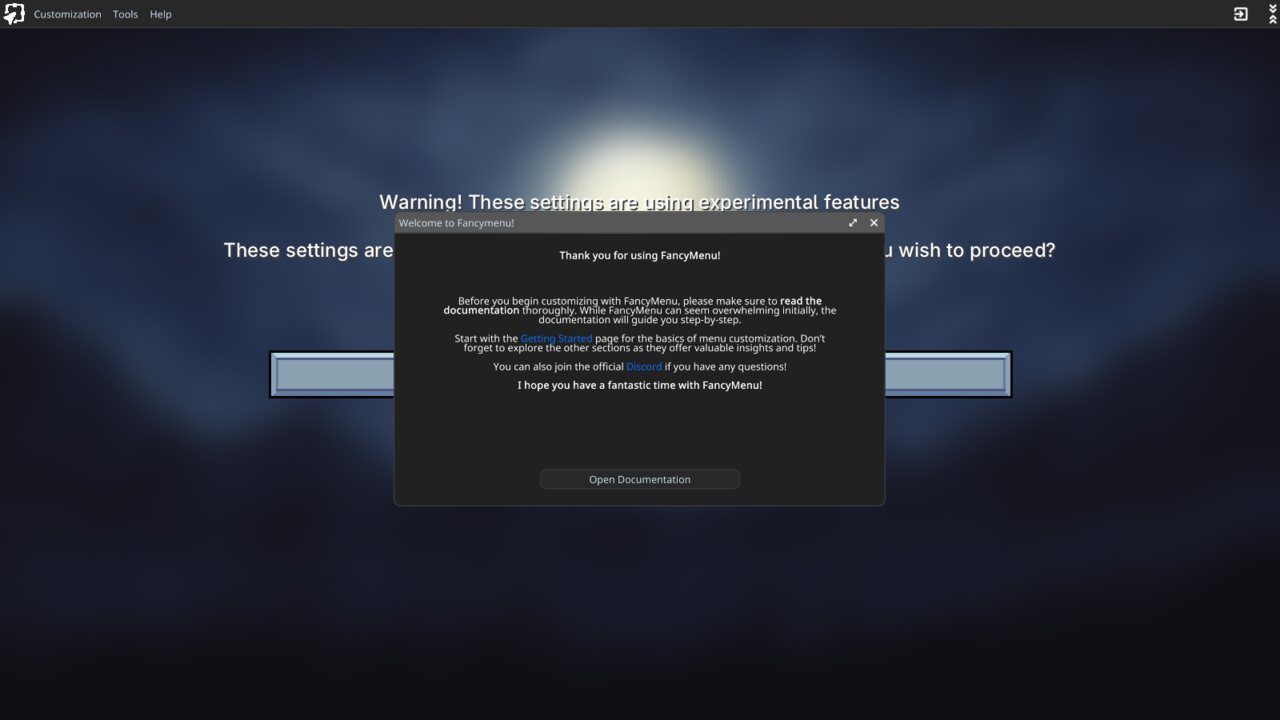 Customization Tools Help
Warning! These settings are using experimental features
Welcome to Fancymenu!
These settings are
u wish to proceed?
Thank you for using FancyMenu!
Before you begin customizing with FancyMenu, please make sure to read the
documentation thoroughly. While FancyMenu can seem overwhelming initially, the
documentation will guide you step-by-step.
Start with the Getting Started page for the basics of menu customization. Don't
forget to explore the other sections as they offer valuable insights and tips!
You can also join the official Discord if you have any questions!
I hope you have a fantastic time with FancyMenu!
Open Documentation